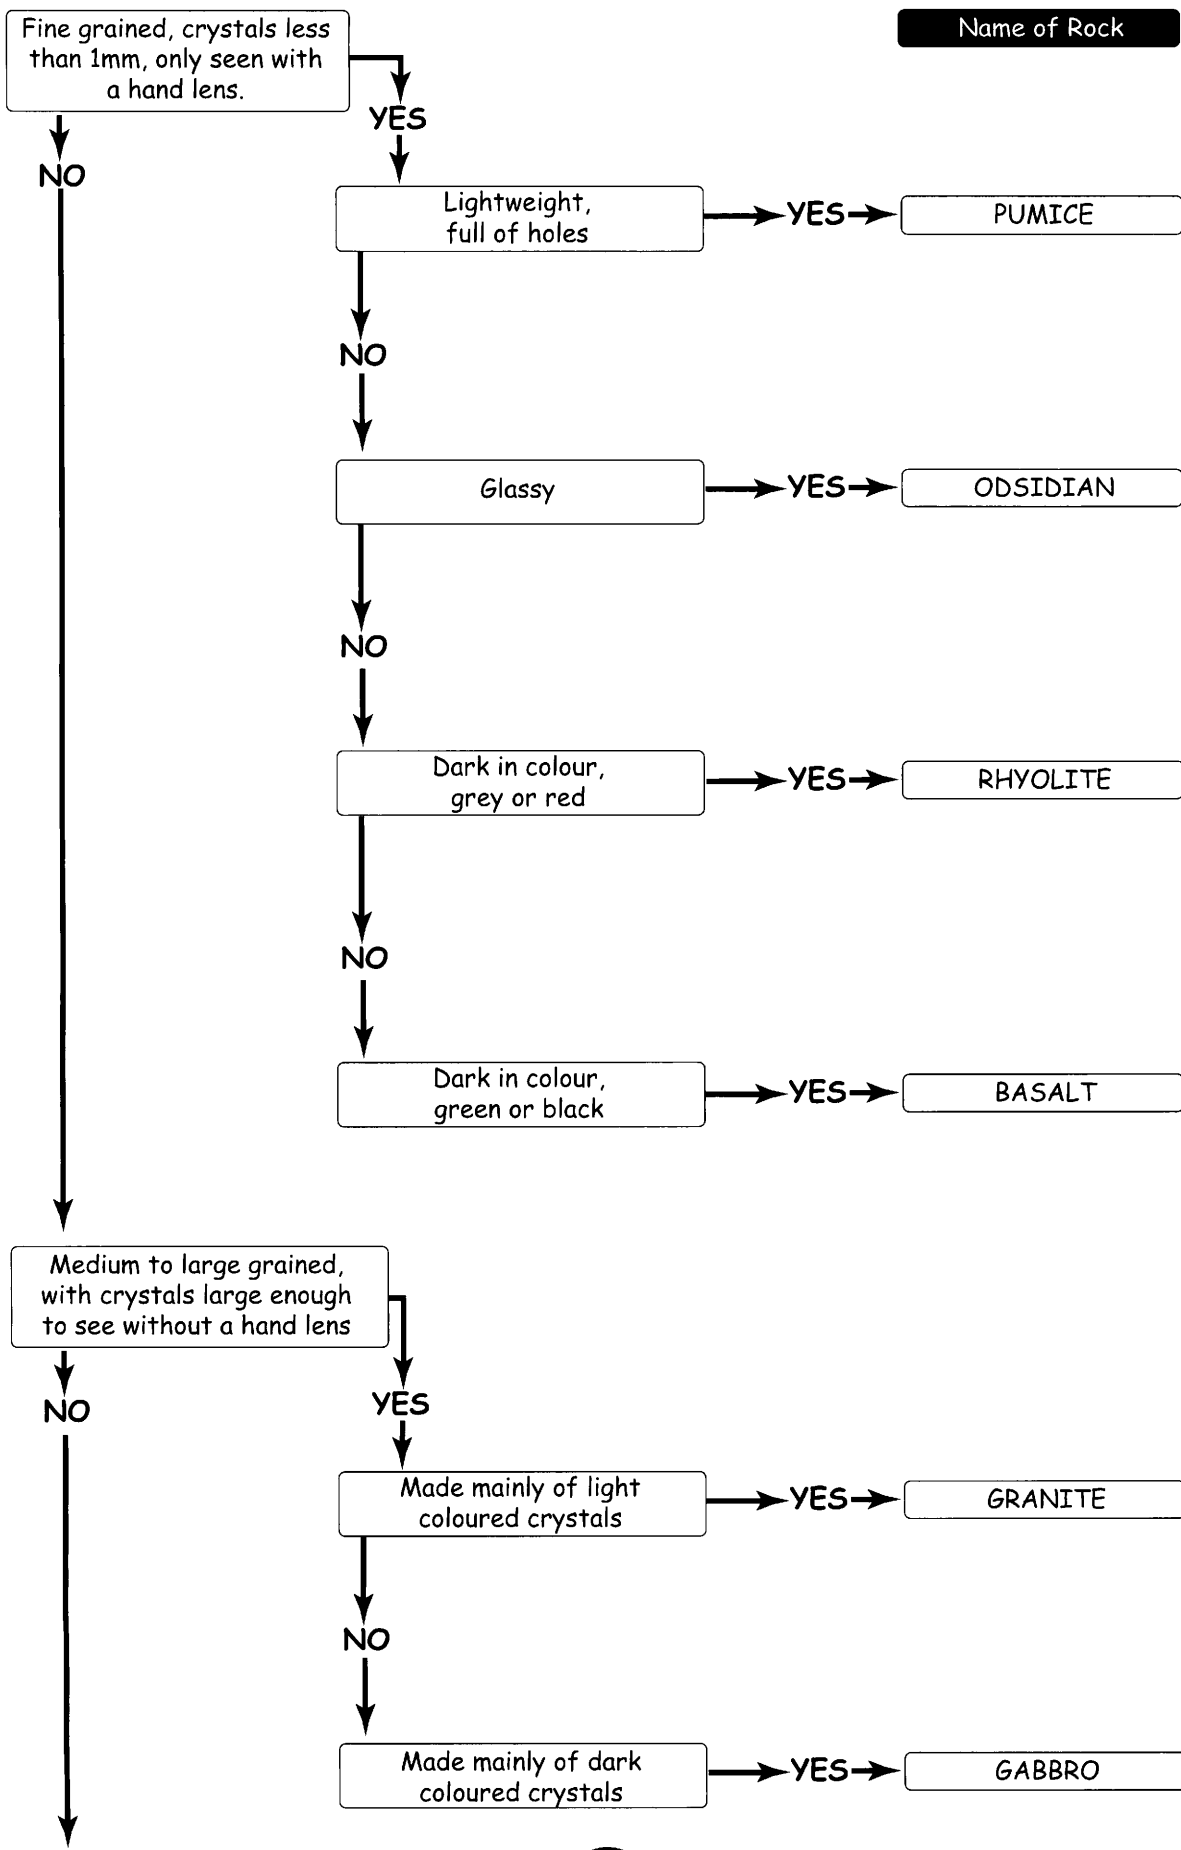 Fine grained, crystals less
than 1mm, only seen with
a hand lens.
Name of Rock
YES
NO
Lightweight,
full of holes
YES
PUMICE
NO
Glassy
YES
ODSIDIAN
NO
Dark in colour,
grey or red
YES
RHYOLITE
NO
Dark in colour,
green or black
YES
BASALT
Medium to large grained,
with crystals large enough
to see without a hand lens
YES
NO
Made mainly of light
coloured crystals
YES
GRANITE
NO
Made mainly of dark
coloured crystals
YES
GABBRO